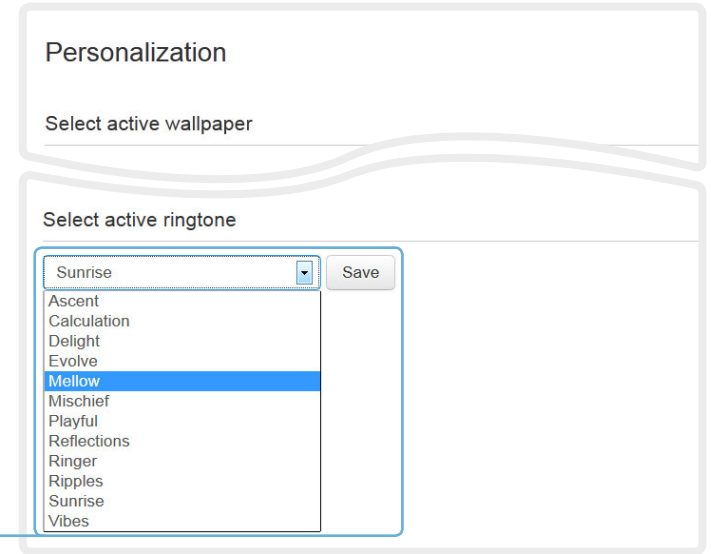 Personalization
Select active wallpaper
Select active ringtone
Sunrise Save
Ascent
Calculation
Delight
Evolve
Mellow
Mischief
Playful
Reflections
Ringer
Ripples
Sunrise
Vibes